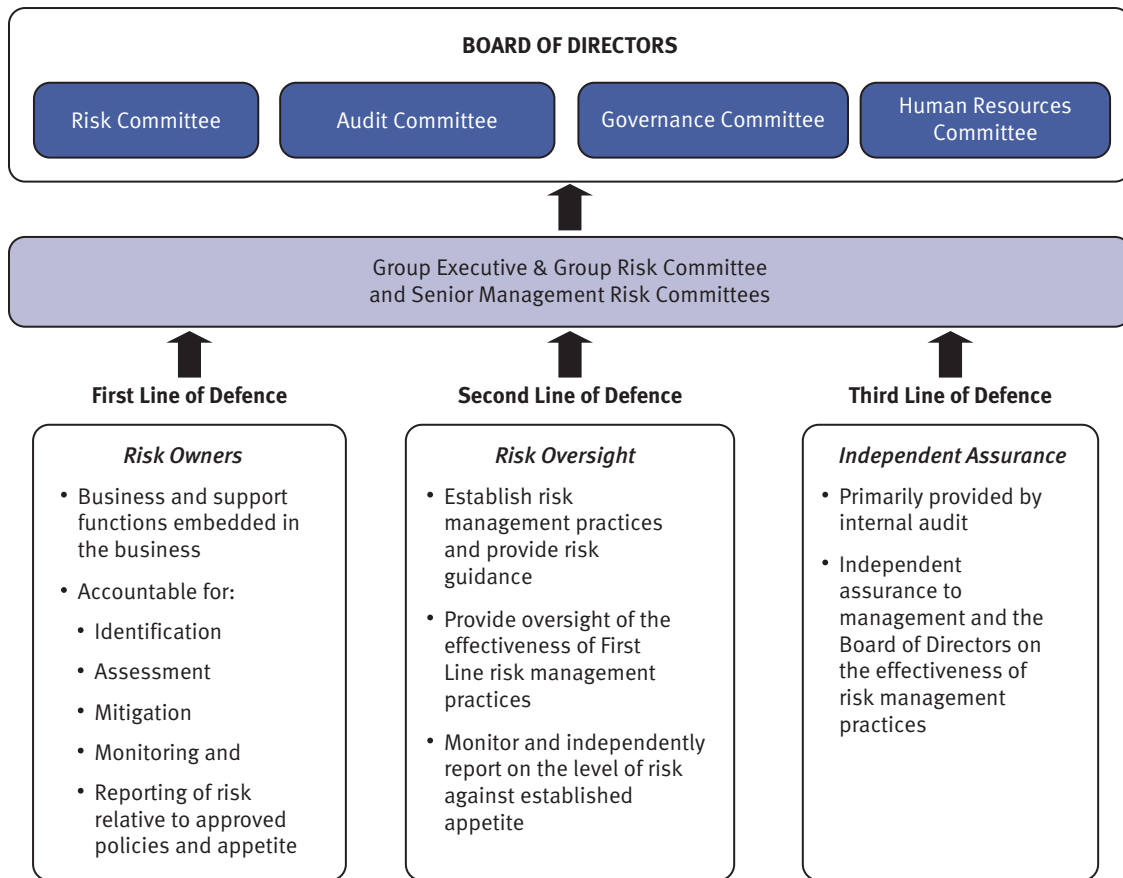 BOARD OF DIRECTORS
Risk Committee
Audit Committee
Governance Committee
Human Resources
Committee
Group Executive & Group Risk Committee
and Senior Management Risk Committees
First Line of Defence
Risk Owners
• Business and support
functions embedded in
the business
• Accountable for:
• Identification
• Assessment
• Mitigation
• Monitoring and
• Reporting of risk
relative to approved
policies and appetite
Second Line of Defence
Risk Oversight
• Establish risk
management practices
and provide risk
guidance
• Provide oversight of the
effectiveness of First
Line risk management
practices
• Monitor and independently
report on the level of risk
against established
appetite
Third Line of Defence
Independent Assurance
• Primarily provided by
internal audit
• Independent
assurance to
management and the
Board of Directors on
the effectiveness of
risk management
practices